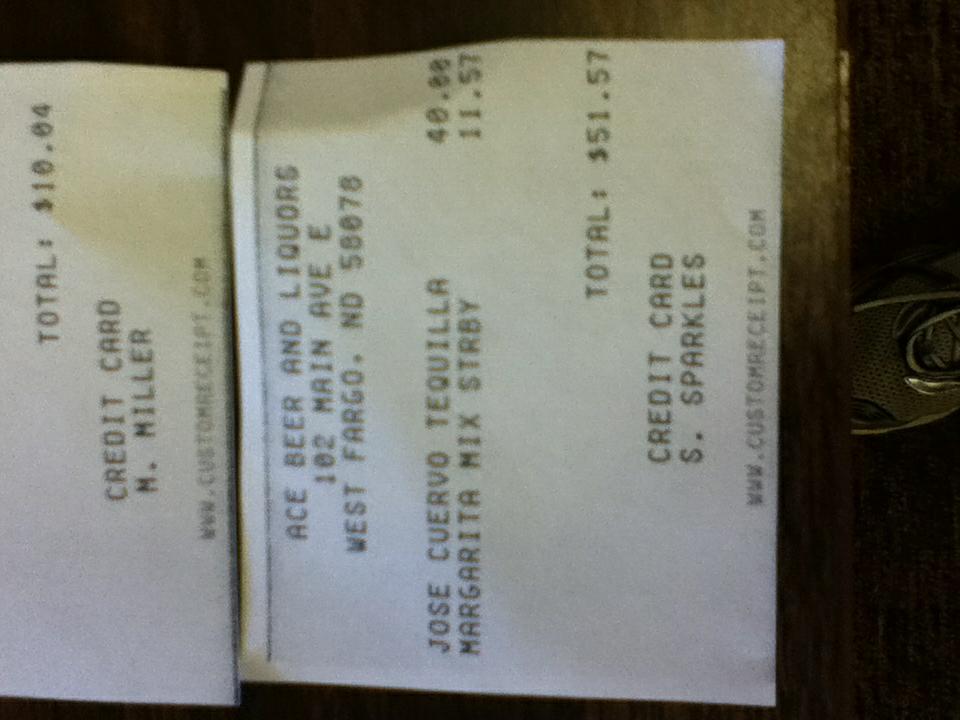 TOTAL: $10.04
CREDIT CARD
M. MILLER
WWW.CUSTOMRECEIPT.COM
ACE BEER AND LIQUORS
102 MAIN AVE E
WEST FARGO. ND 58078
JOSE CUERVO TEQUILLA 40.00
MARGARITA MIX STRBY 11.57
TOTAL: $51.57
CREDIT CARD
S. SPARKLES
WWW.CUSTOMRECEIPT.COM